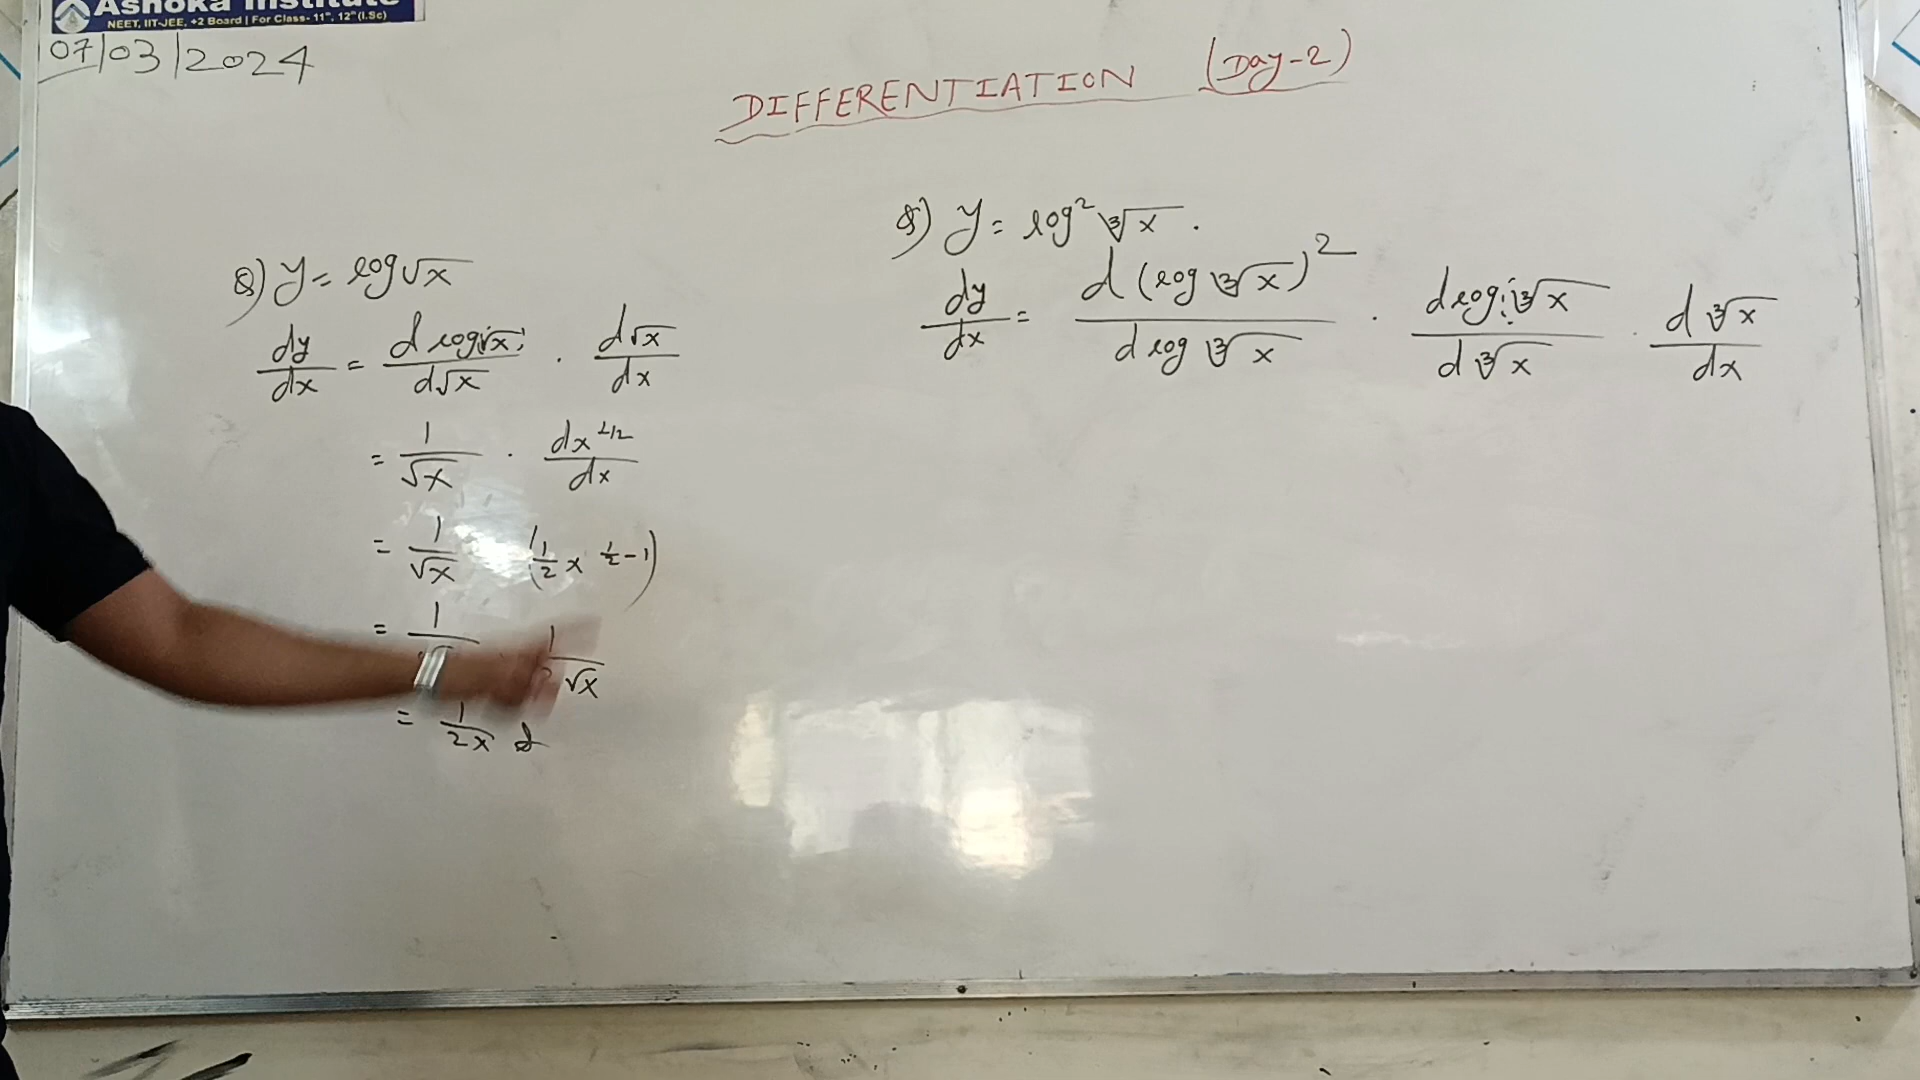 Ashoka Institute
NEET, IIT-JEE, +2 Board | For Class- 11ᵗʰ, 12ᵗʰ (I.Sc)
07/03/2024
DIFFERENTIATION (Day-2)
Q) y = log√x
dy/dx = d log√x / d√x . d√x / dx
= 1/√x . dx^1/2 / dx
= 1/√x (1/2 x^(1/2 - 1))
= 1/ 1/ √x
= 1/2x
Q) y = log² ∛x .
dy/dx = d (log ∛x)² / d log ∛x . d log ∛x / d ∛x . d ∛x / dx